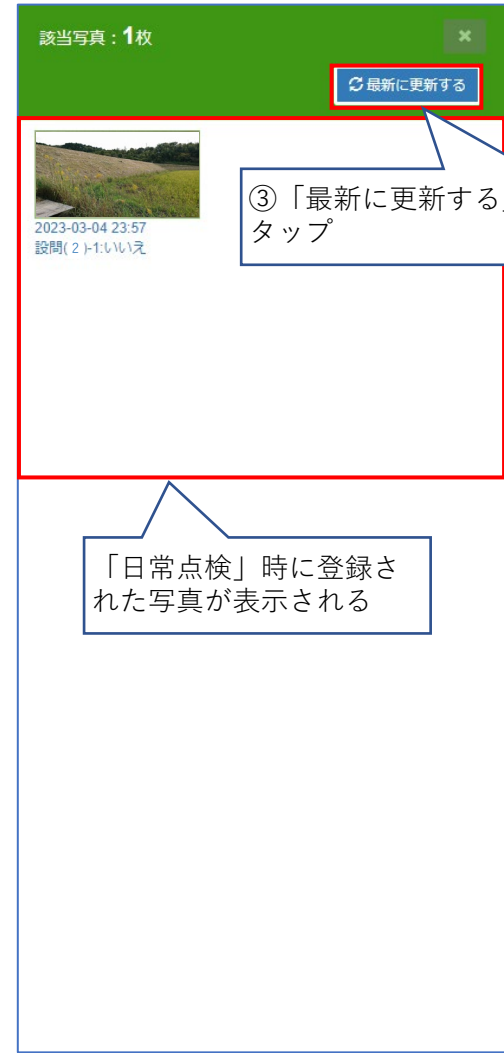 該当写真：1枚
×
最新に更新する
2023-03-04 23:57
設問(２)-1:いいえ
③「最新に更新する」
タップ
「日常点検」時に登録さ
れた写真が表示される